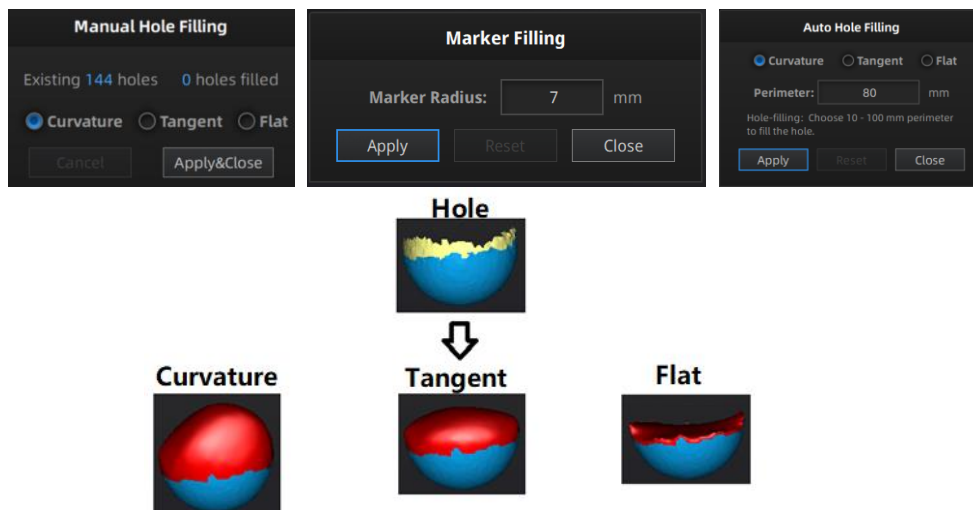 Manual Hole Filling
Existing 144 holes 0 holes filled
Curvature Tangent Flat
Cancel Apply&Close
Marker Filling
Marker Radius: 7 mm
Apply Reset Close
Auto Hole Filling
Curvature Tangent Flat
Perimeter: 80 mm
Hole-filling: Choose 10 - 100 mm perimeter
to fill the hole.
Apply Reset Close
Hole
Curvature
Tangent
Flat